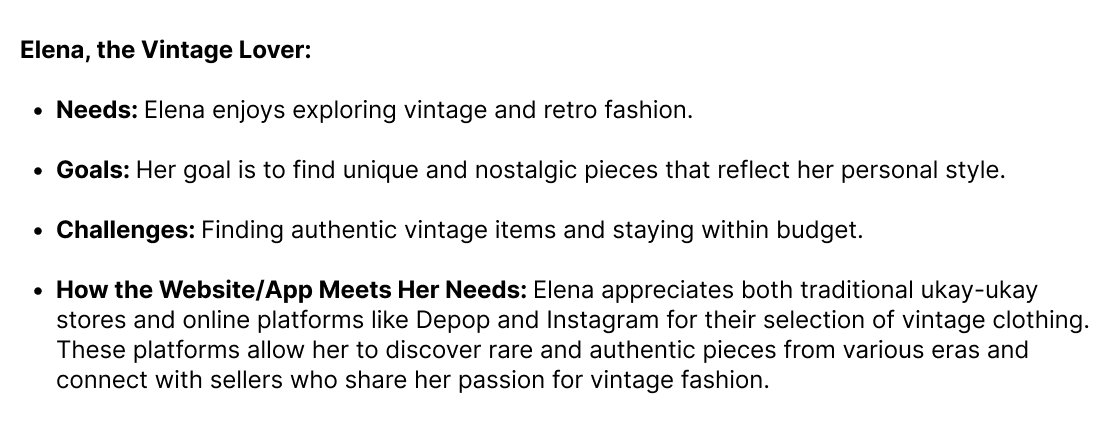 Elena, the Vintage Lover:
• Needs: Elena enjoys exploring vintage and retro fashion.
• Goals: Her goal is to find unique and nostalgic pieces that reflect her personal style.
• Challenges: Finding authentic vintage items and staying within budget.
• How the Website/App Meets Her Needs: Elena appreciates both traditional ukay-ukay
stores and online platforms like Depop and Instagram for their selection of vintage clothing.
These platforms allow her to discover rare and authentic pieces from various eras and
connect with sellers who share her passion for vintage fashion.